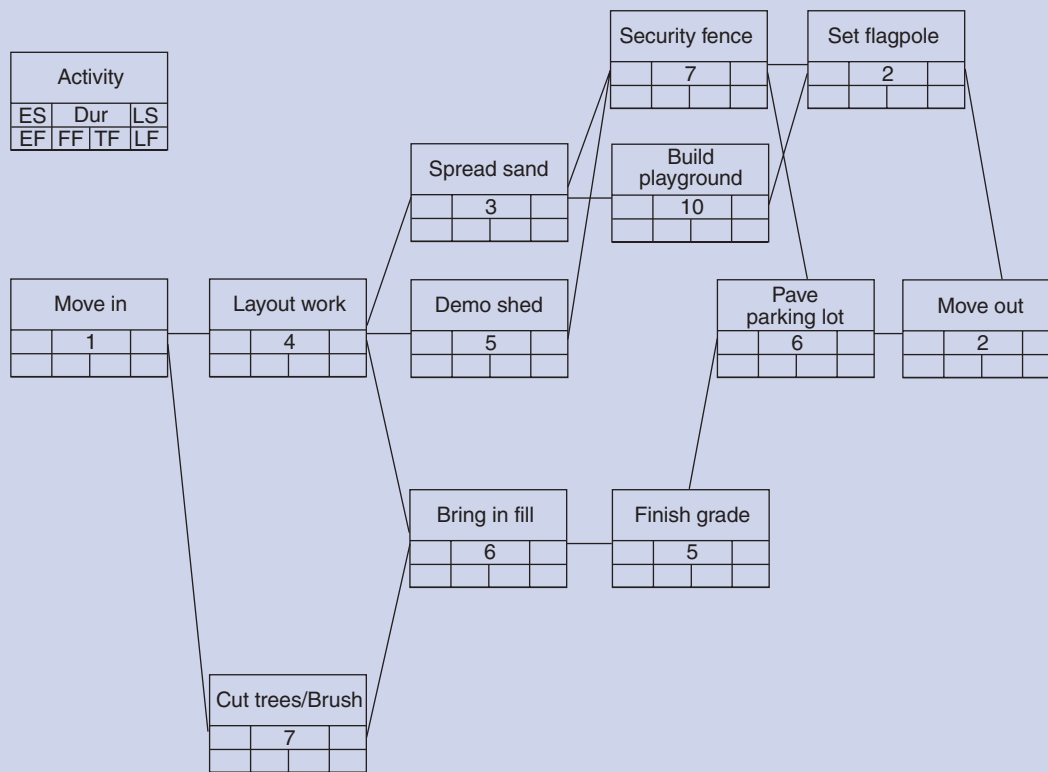 Activity
ES Dur LS
EF FF TF LF
Security fence
7
Set flagpole
2
Spread sand
3
Build
playground
10
Move in
1
Layout work
4
Demo shed
5
Pave
parking lot
6
Move out
2
Bring in fill
6
Finish grade
5
Cut trees/Brush
7